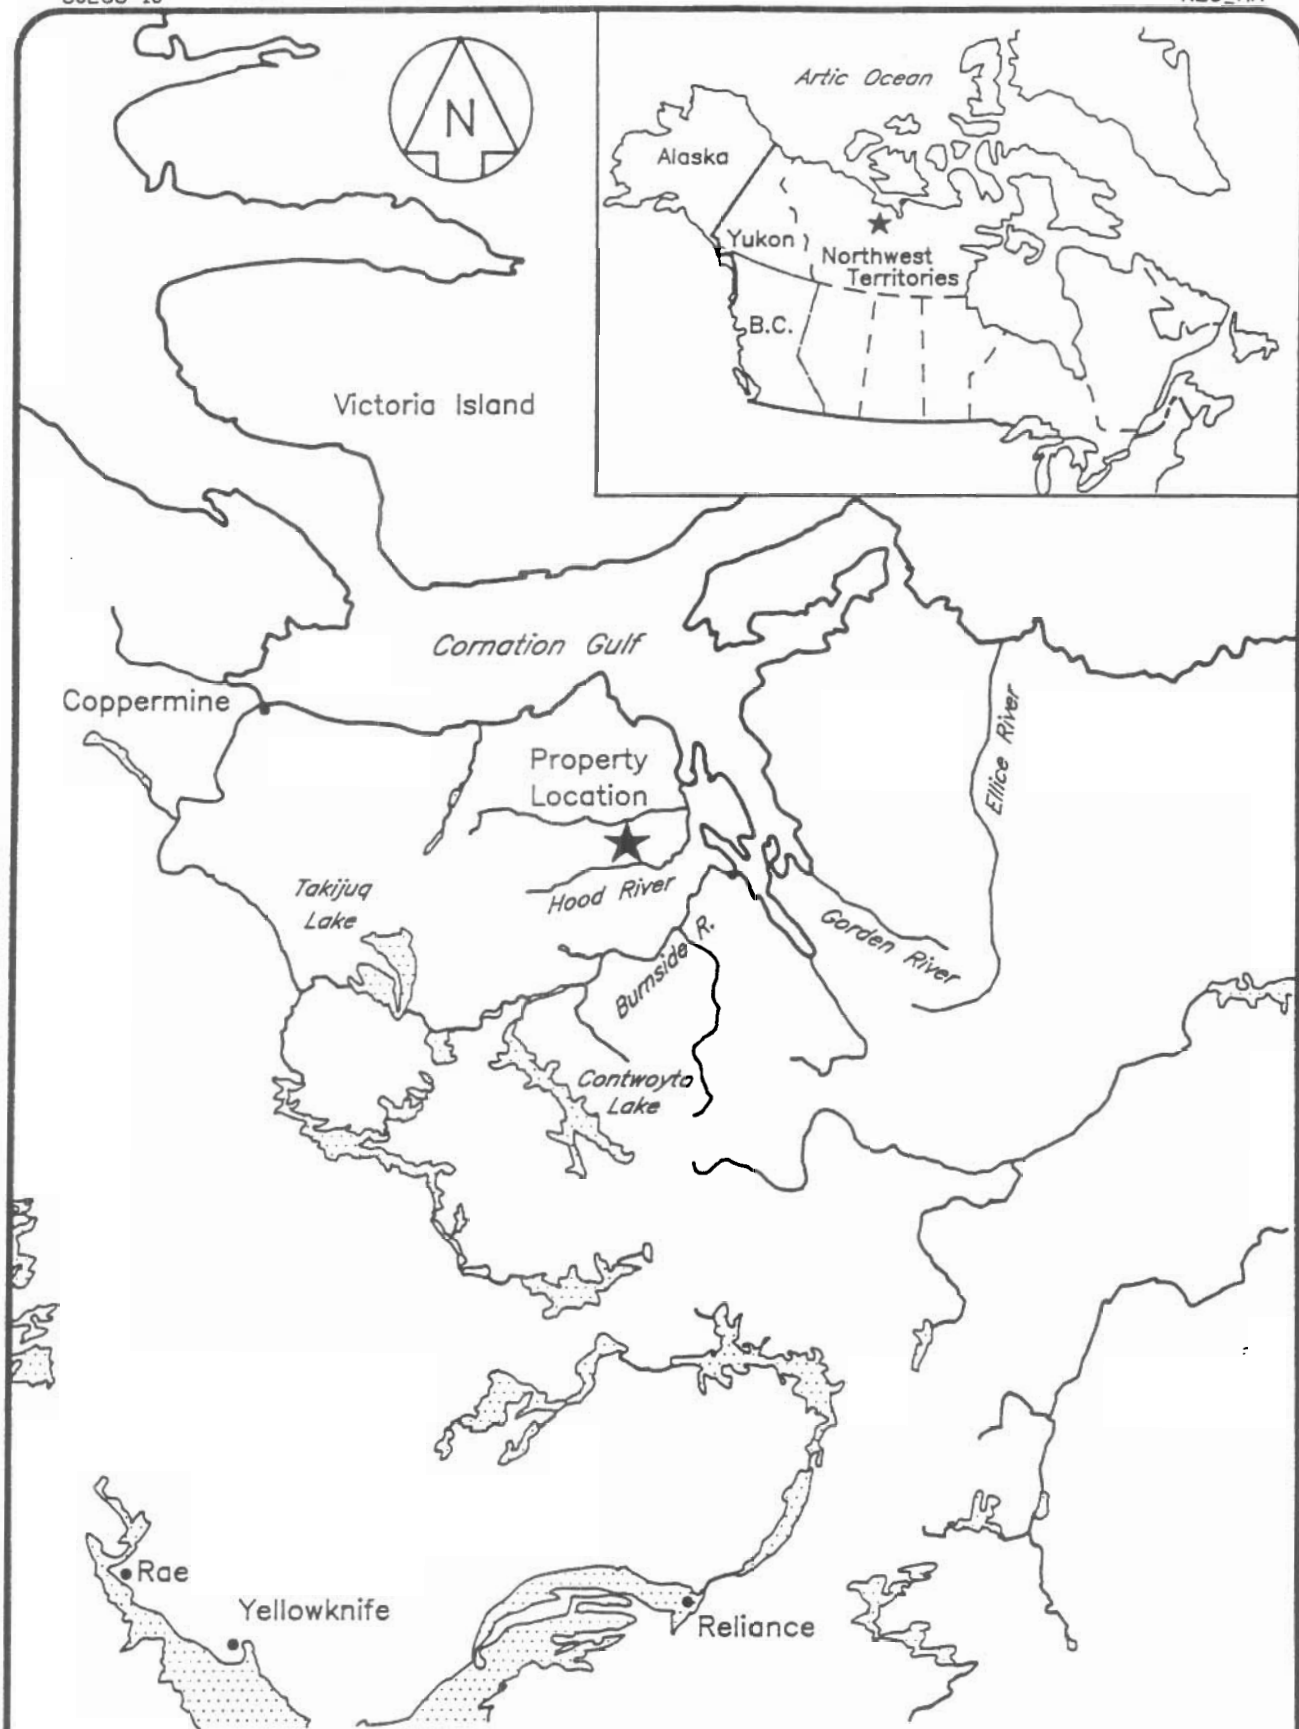 N
Artic Ocean
Alaska
Yukon
Northwest
Territories
B.C.
Victoria Island
Cornation Gulf
Coppermine
Property
Location
Ellice River
Takijuq
Lake
Hood River
Burnside R.
Gorden River
Contwoyto
Lake
Rae
Yellowknife
Reliance